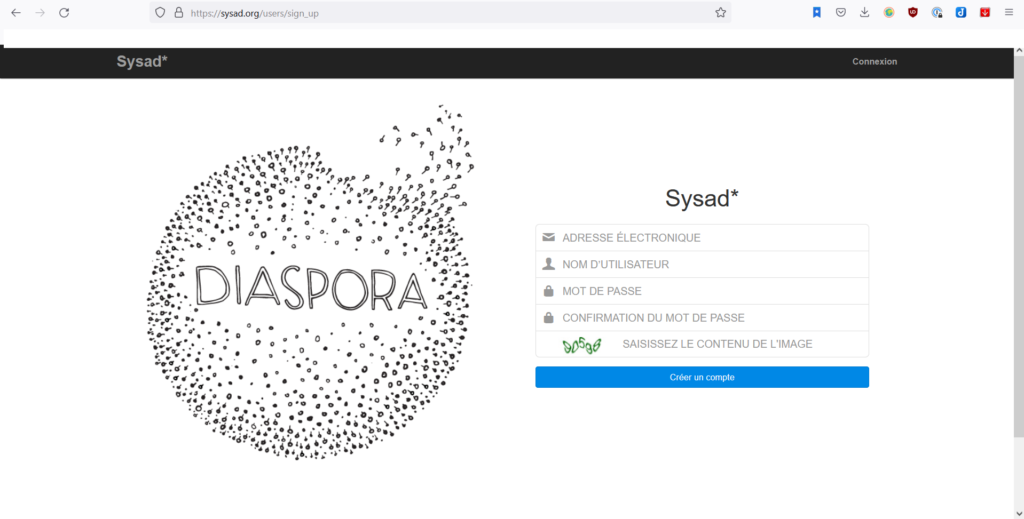 https://sysad.org/users/sign_up
Sysad*
Connexion
DIASPORA
Sysad*
ADRESSE ÉLECTRONIQUE
NOM D'UTILISATEUR
MOT DE PASSE
CONFIRMATION DU MOT DE PASSE
SAISISSEZ LE CONTENU DE L'IMAGE
Créer un compte